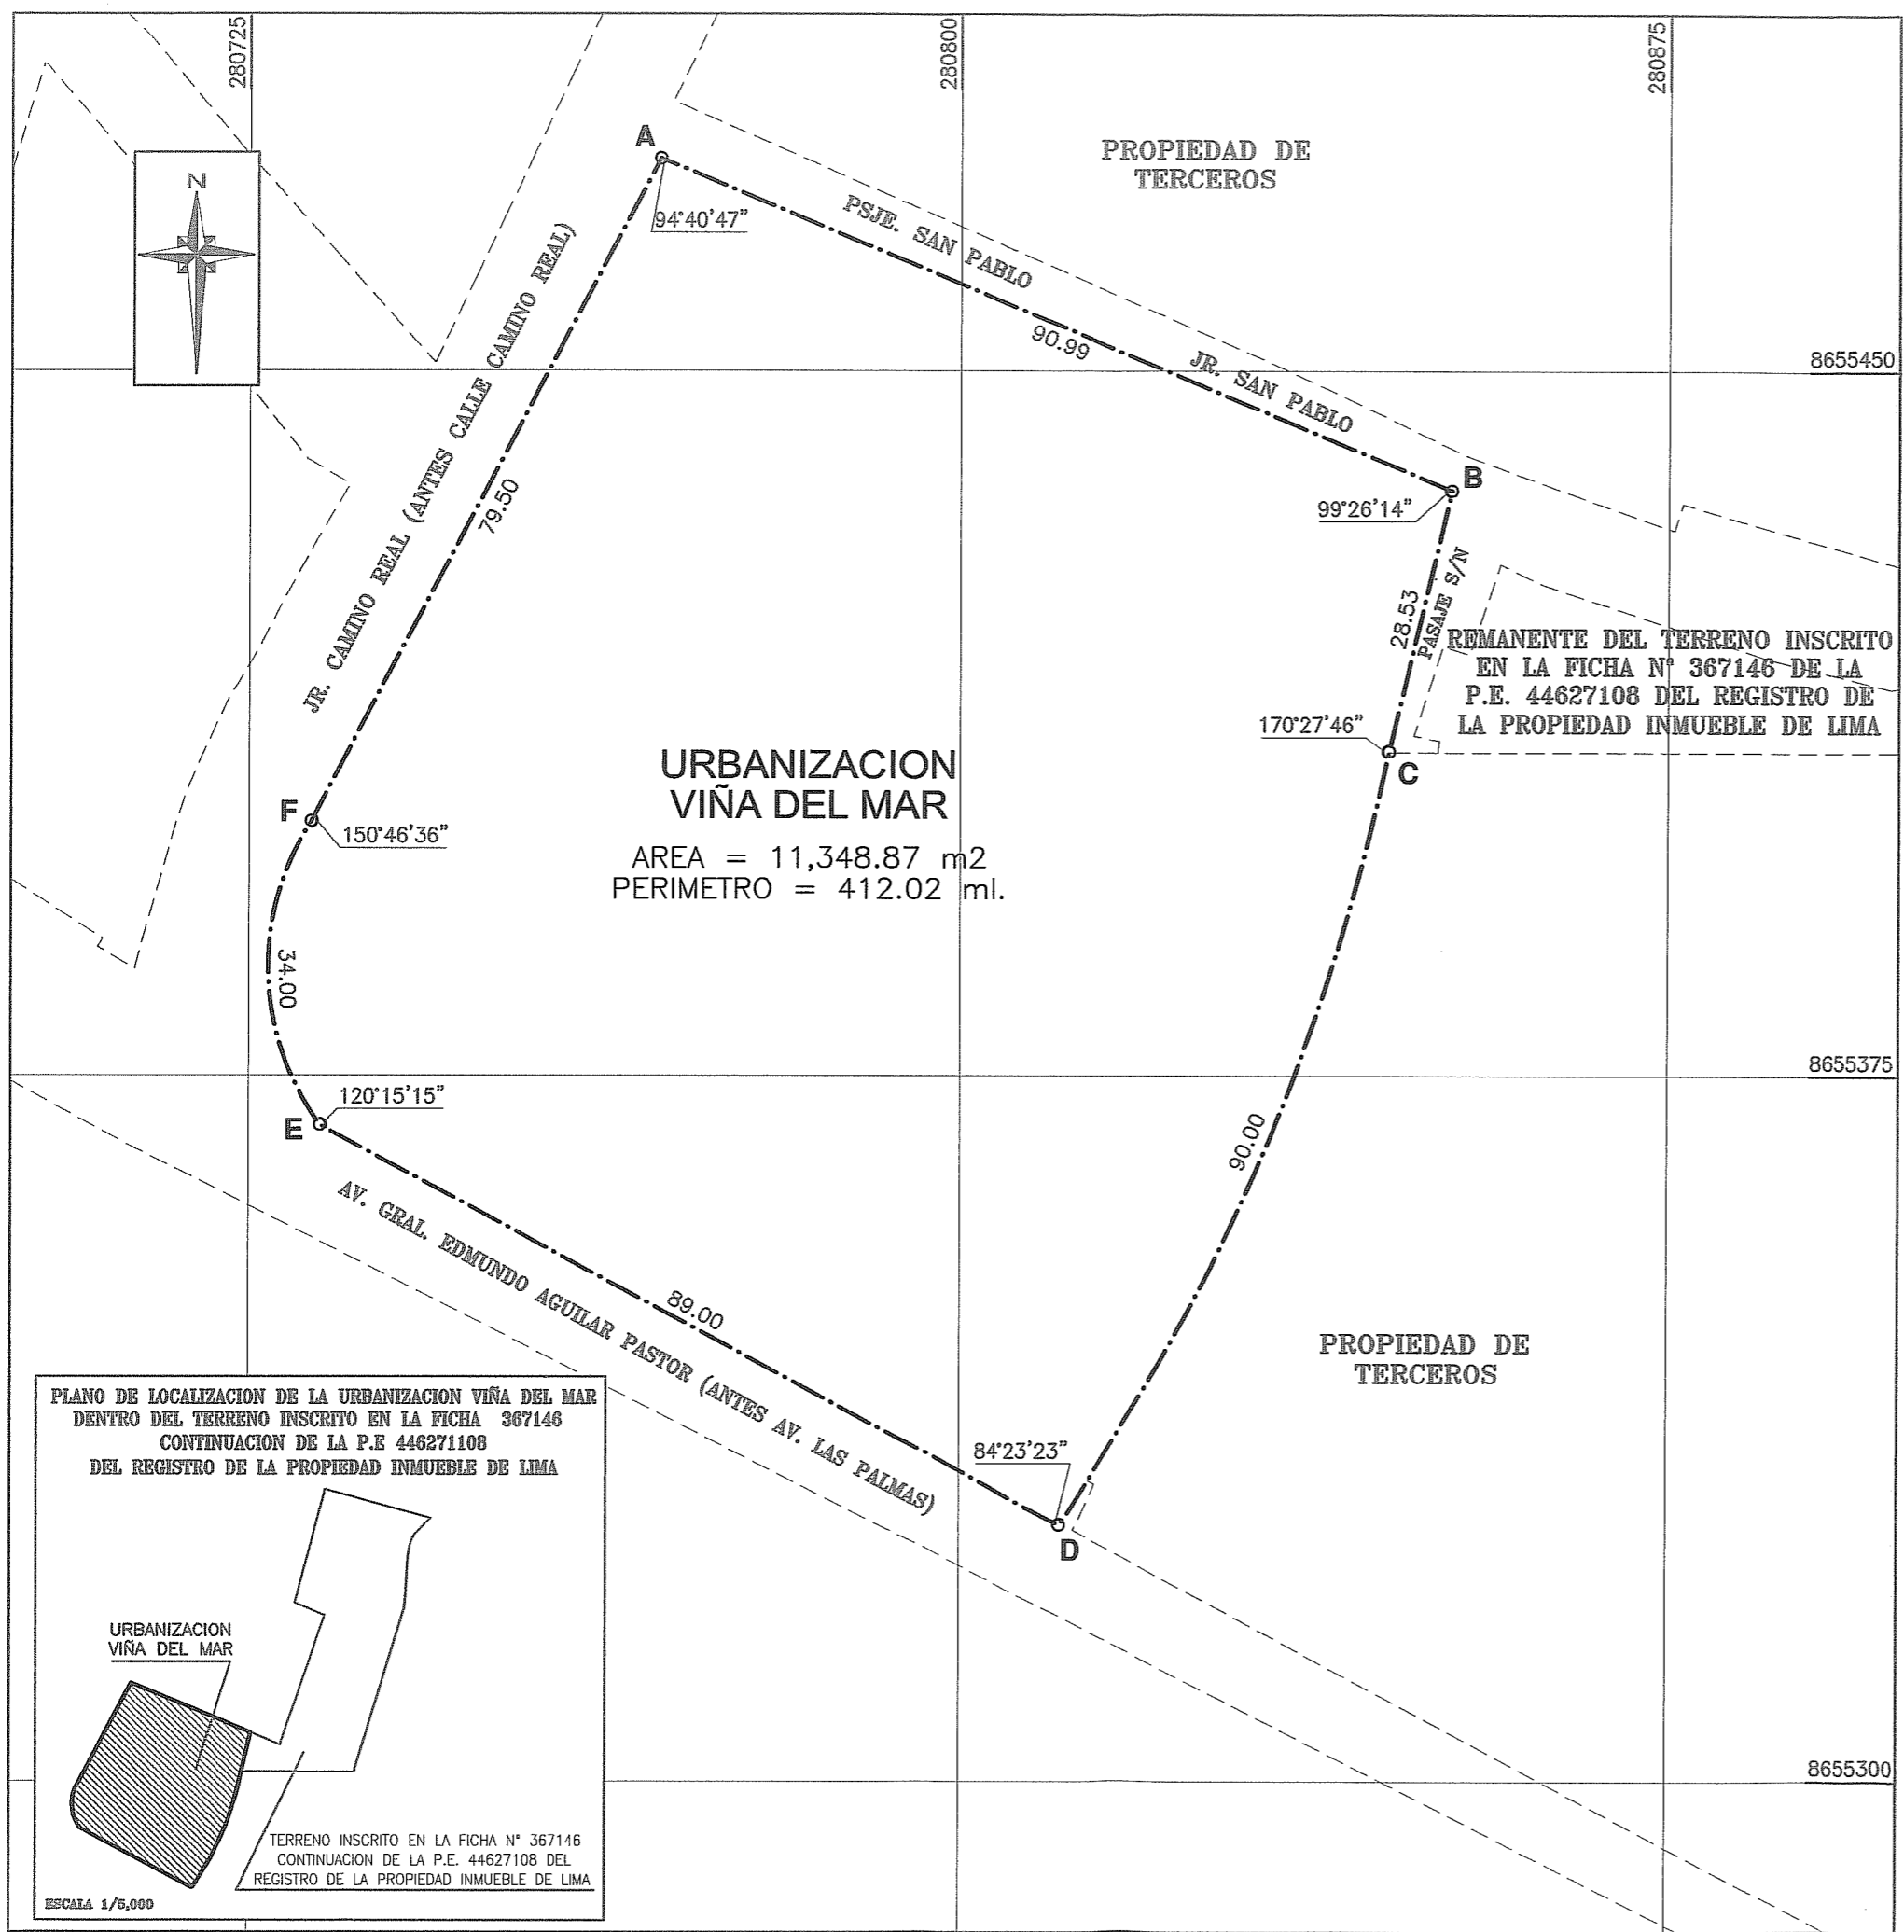 280725
280800
280875
N
A
94°40'47"
PROPIEDAD DE
TERCEROS
PSJE. SAN PABLO
90.99
JR. SAN PABLO
8655450
JR. CAMINO REAL (ANTES CALLE CAMINO REAL)
79.50
B
99°26'14"
28.53
PASAJE S/N
REMANENTE DEL TERRENO INSCRITO
EN LA FICHA N° 367146 DE LA
P.E. 44627108 DEL REGISTRO DE
LA PROPIEDAD INMUEBLE DE LIMA
170°27'46"
C
URBANIZACION
VIÑA DEL MAR
AREA = 11,348.87 m2
PERIMETRO = 412.02 ml.
F
150°46'36"
34.00
8655375
E
120°15'15"
90.00
AV. GRAL. EDMUNDO AGUILAR PASTOR (ANTES AV. LAS PALMAS)
89.00
84°23'23"
D
PROPIEDAD DE
TERCEROS
8655300
PLANO DE LOCALIZACION DE LA URBANIZACION VIÑA DEL MAR
DENTRO DEL TERRENO INSCRITO EN LA FICHA 367146
CONTINUACION DE LA P.E 446271108
DEL REGISTRO DE LA PROPIEDAD INMUEBLE DE LIMA
URBANIZACION
VIÑA DEL MAR
TERRENO INSCRITO EN LA FICHA N° 367146
CONTINUACION DE LA P.E. 44627108 DEL
REGISTRO DE LA PROPIEDAD INMUEBLE DE LIMA
ESCALA 1/5,000